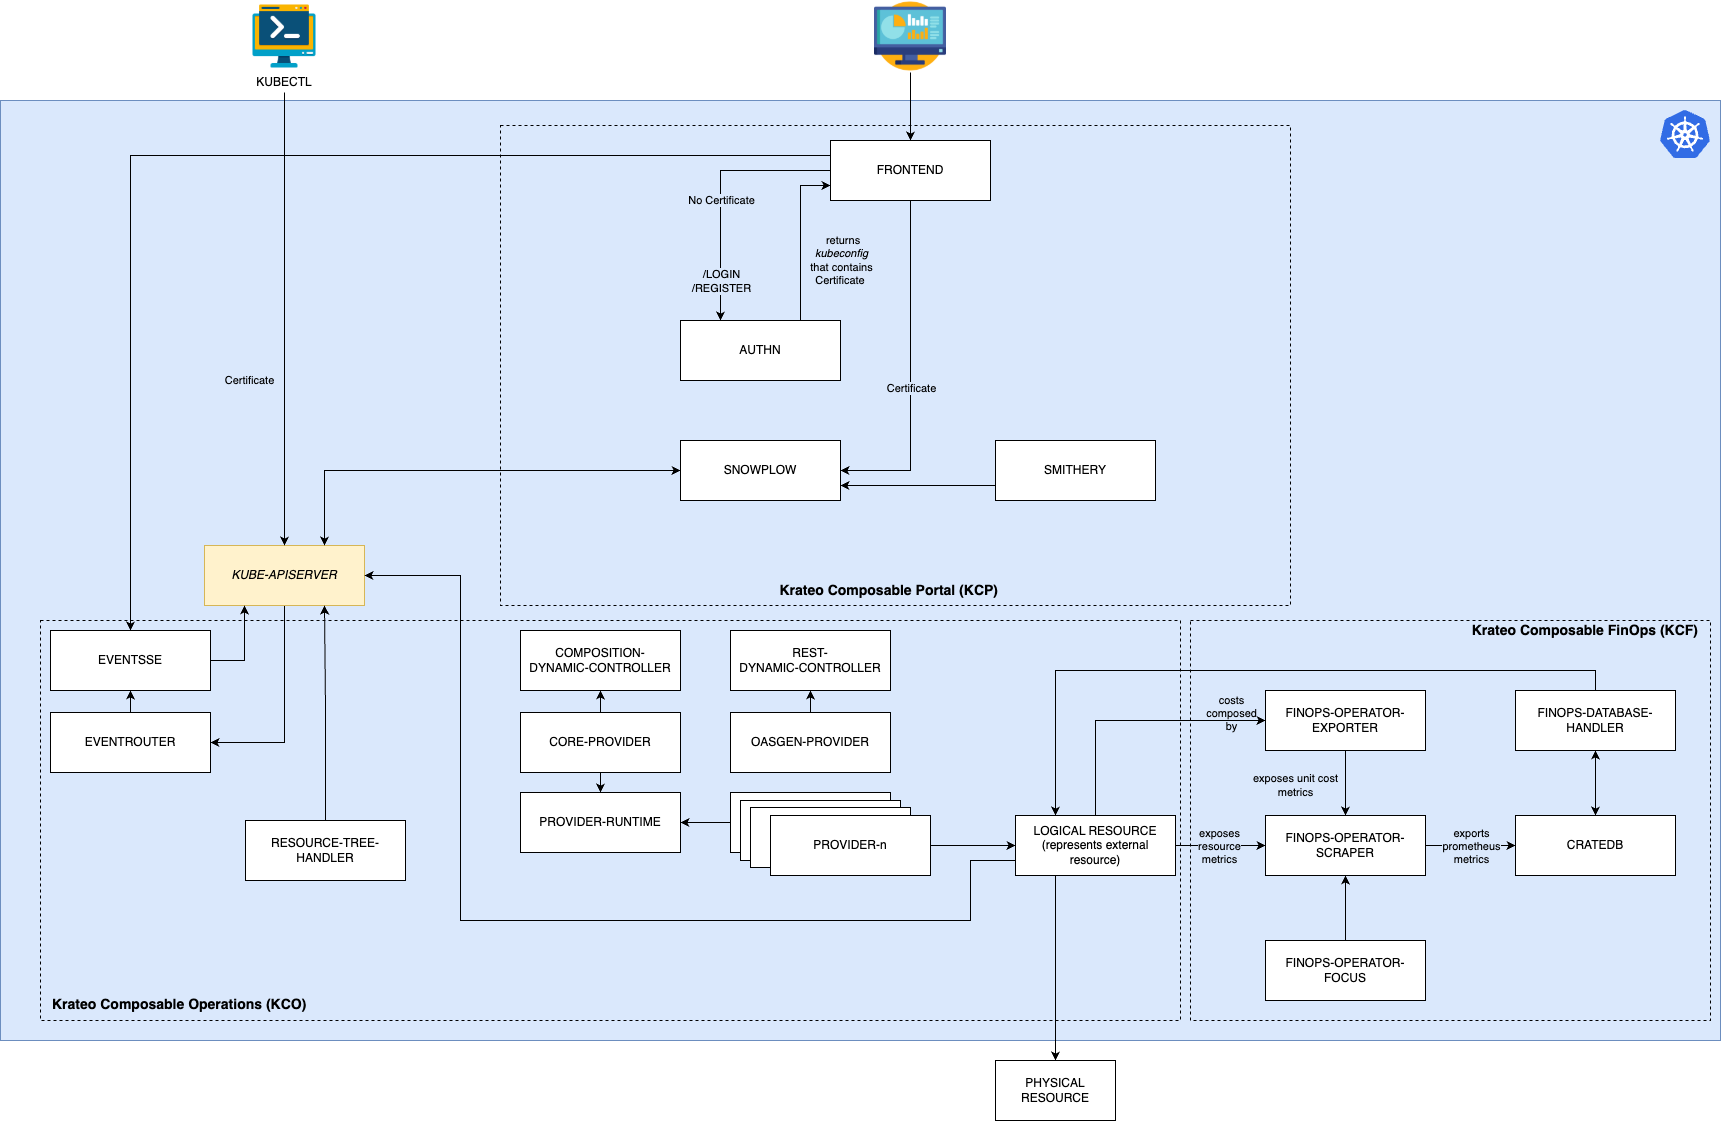 KUBECTL
FRONTEND
No Certificate
returns
kubeconfig
that contains
Certificate
/LOGIN
/REGISTER
AUTHN
Certificate
Certificate
SNOWPLOW
SMITHERY
KUBE-APISERVER
Krateo Composable Portal (KCP)
EVENTSSE
EVENTROUTER
RESOURCE-TREE-
HANDLER
COMPOSITION-
DYNAMIC-CONTROLLER
REST-
DYNAMIC-CONTROLLER
CORE-PROVIDER
OASGEN-PROVIDER
PROVIDER-RUNTIME
PROVIDER-n
LOGICAL RESOURCE
(represents external
resource)
Krateo Composable Operations (KCO)
Krateo Composable FinOps (KCF)
costs
composed
by
FINOPS-OPERATOR-
EXPORTER
FINOPS-DATABASE-
HANDLER
exposes unit cost
metrics
exposes
resource
metrics
FINOPS-OPERATOR-
SCRAPER
exports
prometheus
metrics
CRATEDB
FINOPS-OPERATOR-
FOCUS
PHYSICAL
RESOURCE